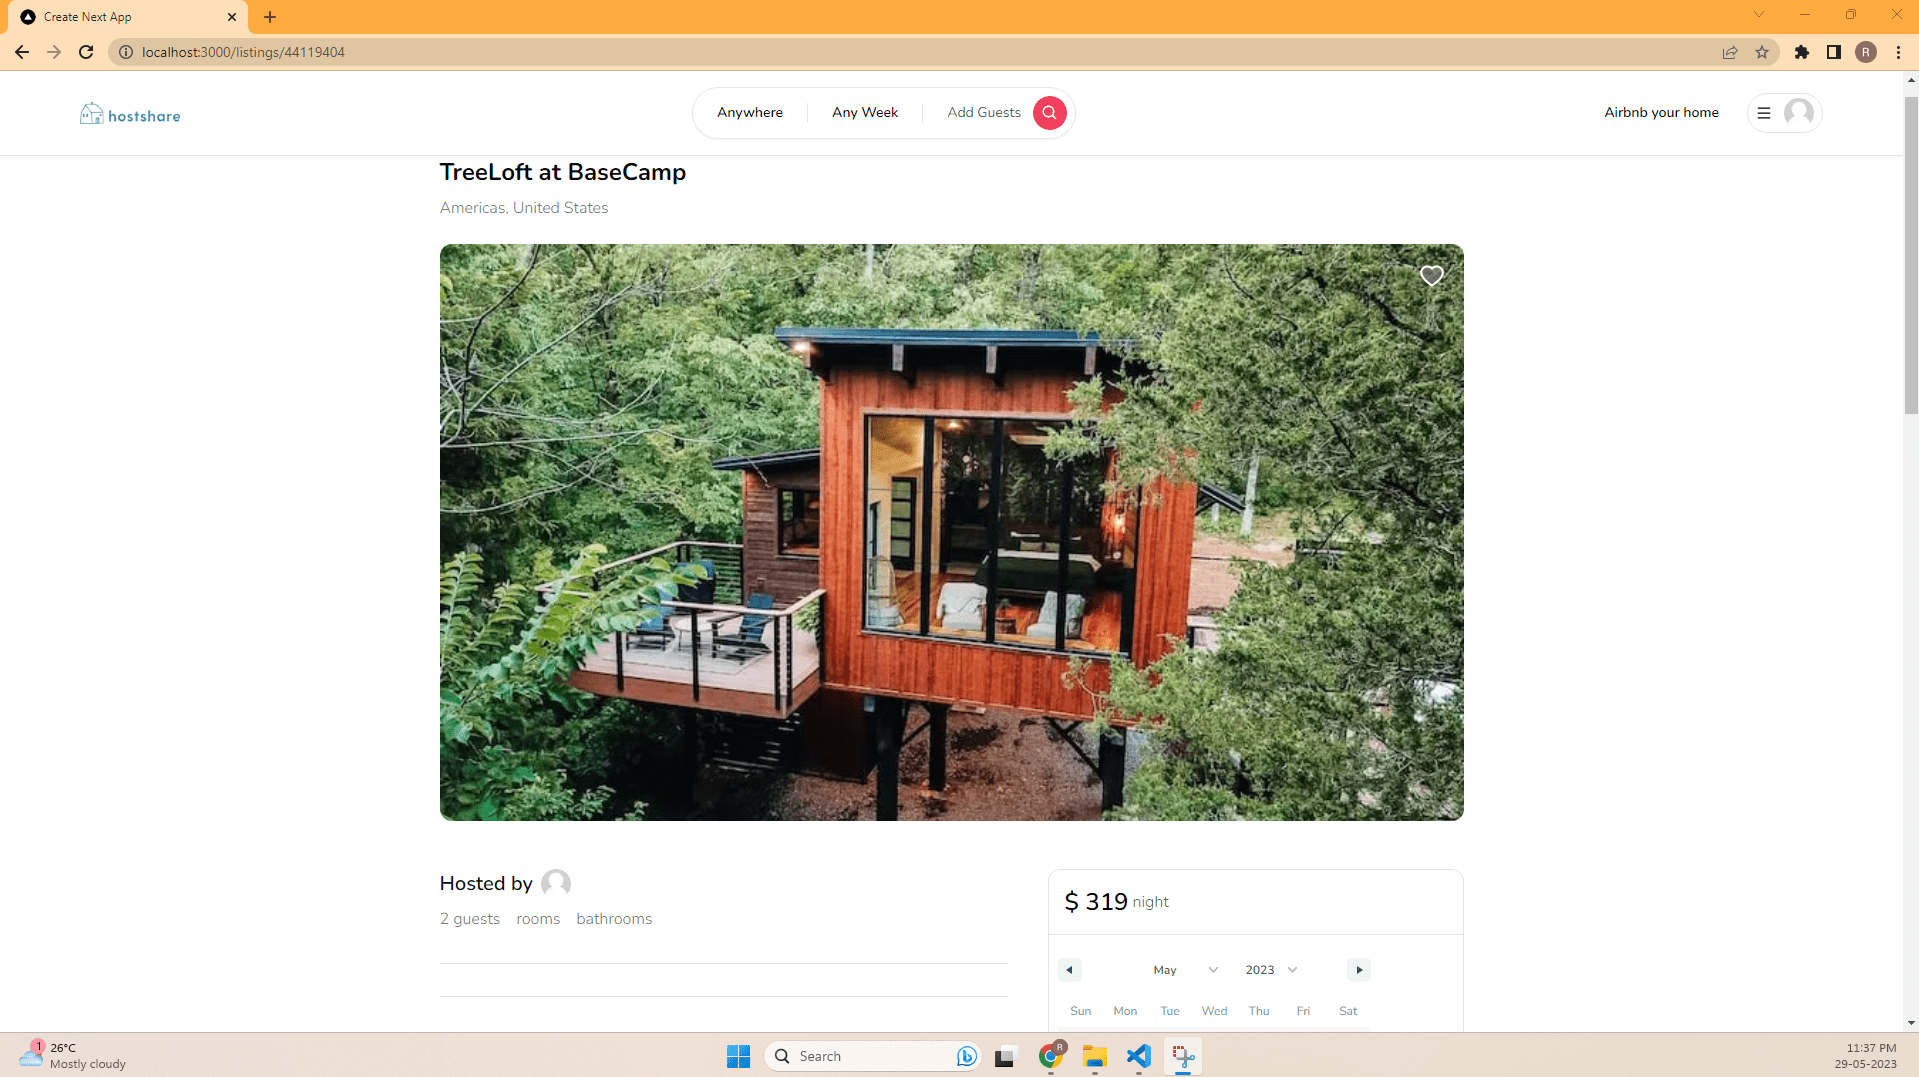 Create Next App
localhost:3000/listings/44119404
R
hostshare
Anywhere
Any Week
Add Guests
Airbnb your home
TreeLoft at BaseCamp
Americas, United States
Hosted by
2 guests rooms bathrooms
$ 319 night
May 2023
Sun Mon Tue Wed Thu Fri Sat
1
26°C
Mostly cloudy
Search
R
11:37 PM
29-05-2023